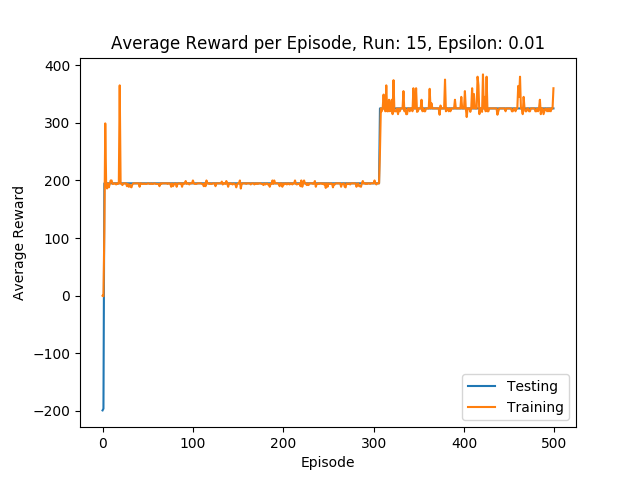 Average Reward per Episode, Run: 15, Epsilon: 0.01
400
300
200
100
0
−100
−200
Average Reward
0
100
200
300
400
500
Episode
Testing
Training